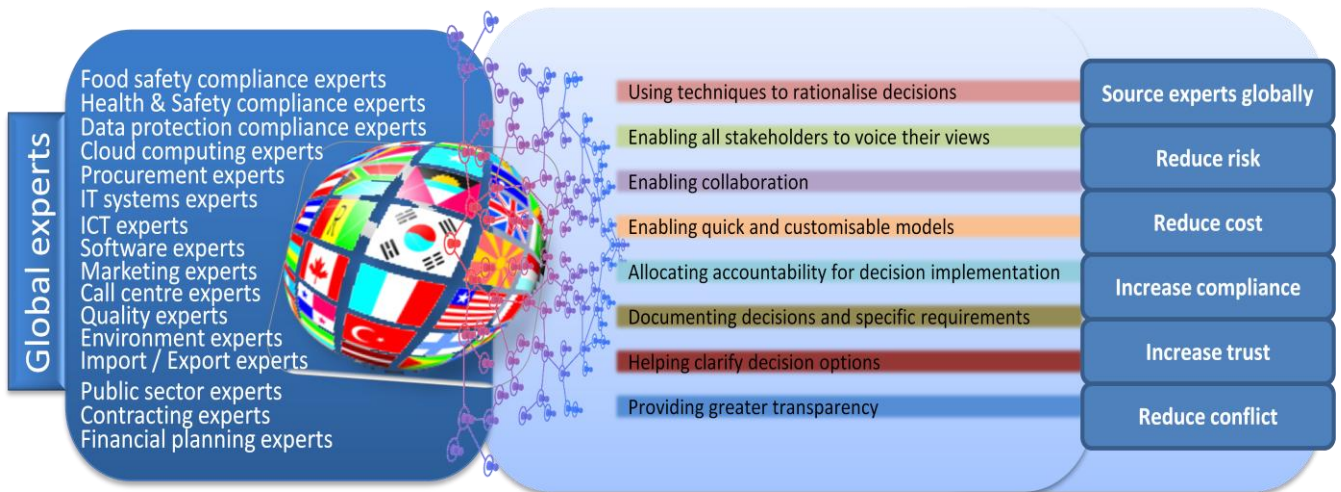 Global experts
Food safety compliance experts
Health & Safety compliance experts
Data protection compliance experts
Cloud computing experts
Procurement experts
IT systems experts
ICT experts
Software experts
Marketing experts
Call centre experts
Quality experts
Environment experts
Import / Export experts
Public sector experts
Contracting experts
Financial planning experts
Using techniques to rationalise decisions
Enabling all stakeholders to voice their views
Enabling collaboration
Enabling quick and customisable models
Allocating accountability for decision implementation
Documenting decisions and specific requirements
Helping clarify decision options
Providing greater transparency
Source experts globally
Reduce risk
Reduce cost
Increase compliance
Increase trust
Reduce conflict